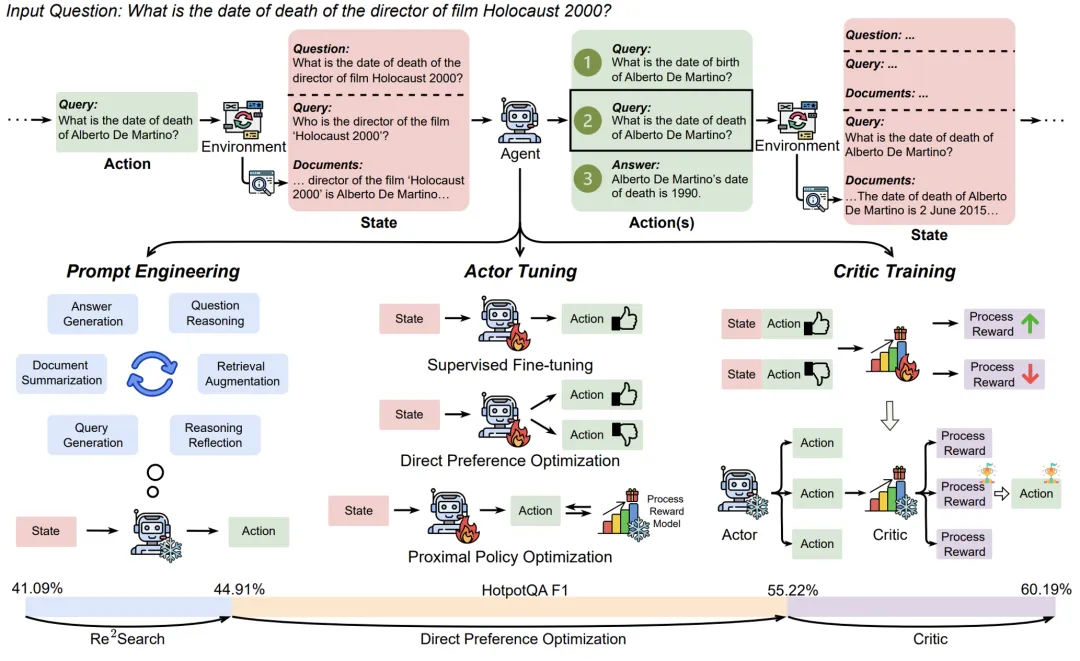 Input Question: What is the date of death of the director of film Holocaust 2000?
Query:
What is the date of death
of Alberto De Martino?
Action
Environment
Question:
What is the date of death of the
director of film Holocaust 2000?
Query:
Who is the director of the film
‘Holocaust 2000’?
Documents:
… director of the film ‘Holocaust
2000’ is Alberto De Martino…
State
Agent
1
Query:
What is the date of birth
of Alberto De Martino?
2
Query:
What is the date of death
of Alberto De Martino?
3
Answer:
Alberto De Martino’s date
of death is 1990.
Action(s)
Environment
Question: ...
Query: ...
Documents: ...
Query:
What is the date of death of
Alberto De Martino?
Documents:
…The date of death of Alberto
De Martino is 2 June 2015…
State
Prompt Engineering
Answer
Generation
Question
Reasoning
Document
Summarization
Retrieval
Augmentation
Query
Generation
Reasoning
Reflection
State
Action
Actor Tuning
State
Action
Supervised Fine-tuning
State
Action
Action
Direct Preference Optimization
State
Action
Process
Reward
Model
Proximal Policy Optimization
Critic Training
State
Action
Process
Reward
State
Action
Process
Reward
Actor
Action
Action
Action
Critic
Process
Reward
Process
Reward
Process
Reward
Action
41.09%
44.91%
HotpotQA F1
55.22%
60.19%
Re²Search
Direct Preference Optimization
Critic